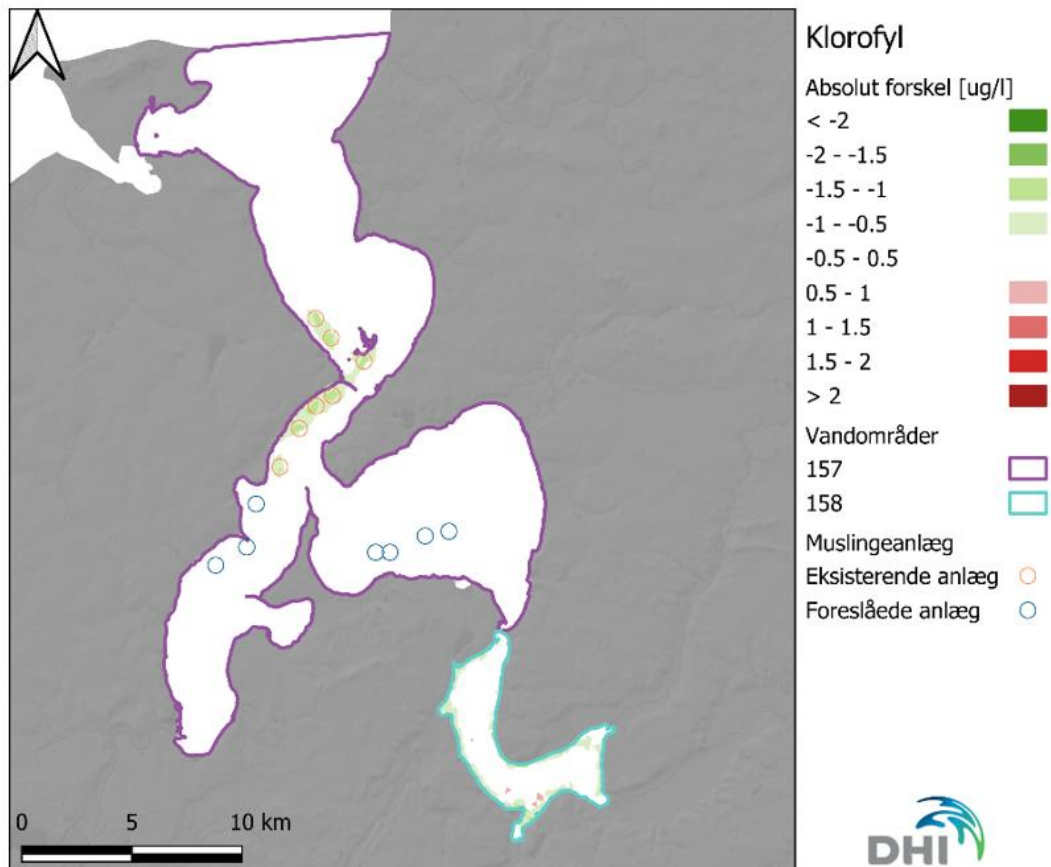 Klorofyl
Absolut forskel [ug/l]
< -2
-2 - -1.5
-1.5 - -1
-1 - -0.5
-0.5 - 0.5
0.5 - 1
1 - 1.5
1.5 - 2
> 2
Vandområder
157
158
Muslingeanlæg
Eksisterende anlæg
Foreslåede anlæg
0 5 10 km
DHI